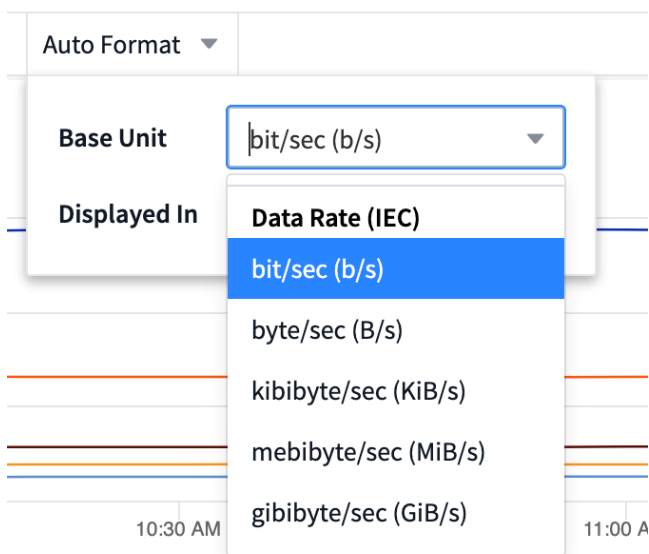 Auto Format
Base Unit
bit/sec (b/s)
Displayed In
Data Rate (IEC)
bit/sec (b/s)
byte/sec (B/s)
kibibyte/sec (KiB/s)
mebibyte/sec (MiB/s)
gibibyte/sec (GiB/s)
10:30 AM
11:00 A